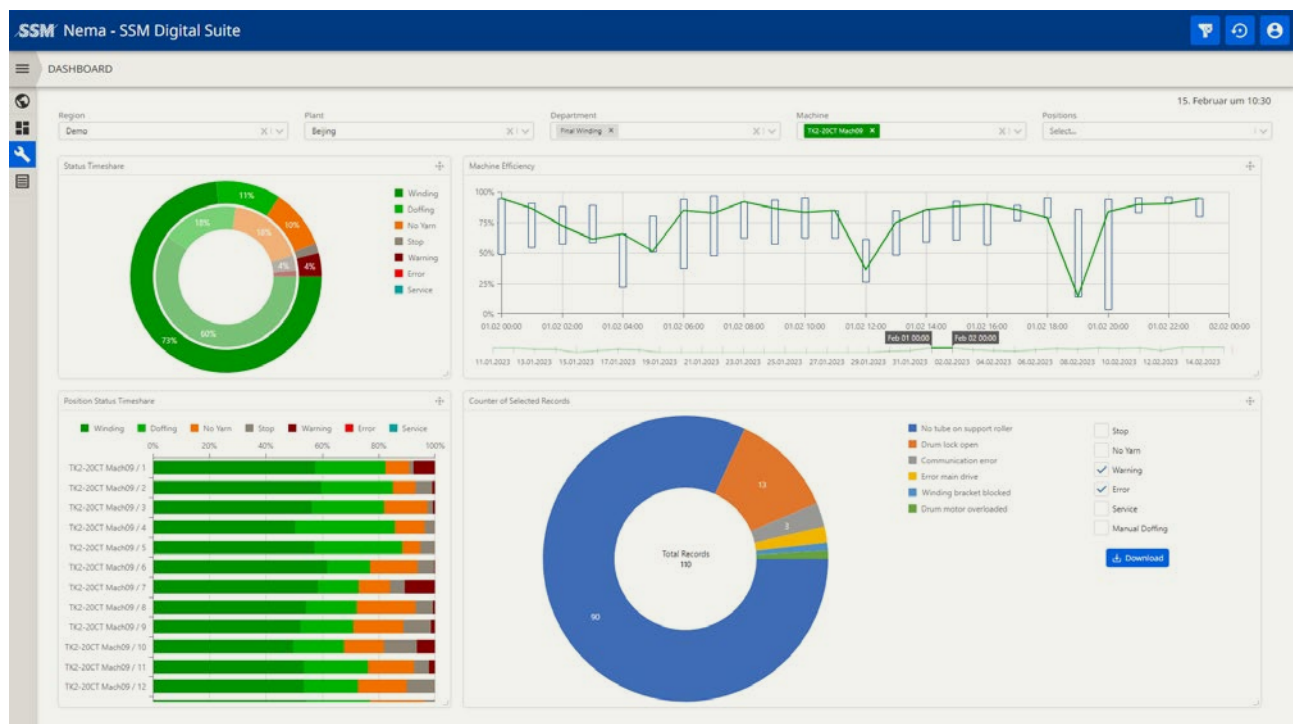 SSM Nema - SSM Digital Suite
DASHBOARD
15. Februar um 10:30
Region
Plant
Department
Machine
Positions
Demo
Beijing
Final Winding
TK2-20CT Mach09
Select...
Status Timeshare
11%
10%
4%
73%
18%
18%
4%
60%
Winding
Doffing
No Yarn
Stop
Warning
Error
Service
Machine Efficiency
100%
75%
50%
25%
0%
01.02 00:00 01.02 02:00 01.02 04:00 01.02 06:00 01.02 08:00 01.02 10:00 01.02 12:00 01.02 14:00 01.02 16:00 01.02 18:00 01.02 20:00 01.02 22:00 02.02 00:00
Feb 01 00:00 Feb 02 00:00
11.01.2023 13.01.2023 15.01.2023 17.01.2023 19.01.2023 21.01.2023 23.01.2023 25.01.2023 27.01.2023 29.01.2023 31.01.2023 02.02.2023 04.02.2023 06.02.2023 08.02.2023 10.02.2023 12.02.2023 14.02.2023
Position Status Timeshare
Winding Doffing No Yarn Stop Warning Error Service
0% 20% 40% 60% 80% 100%
TK2-20CT Mach09 / 1
TK2-20CT Mach09 / 2
TK2-20CT Mach09 / 3
TK2-20CT Mach09 / 4
TK2-20CT Mach09 / 5
TK2-20CT Mach09 / 6
TK2-20CT Mach09 / 7
TK2-20CT Mach09 / 8
TK2-20CT Mach09 / 9
TK2-20CT Mach09 / 10
TK2-20CT Mach09 / 11
TK2-20CT Mach09 / 12
Counter of Selected Records
13
3
90
Total Records
110
No tube on support roller
Drum lock open
Communication error
Error main drive
Winding bracket blocked
Drum motor overloaded
Stop
No Yarn
Warning
Error
Service
Manual Doffing
Download